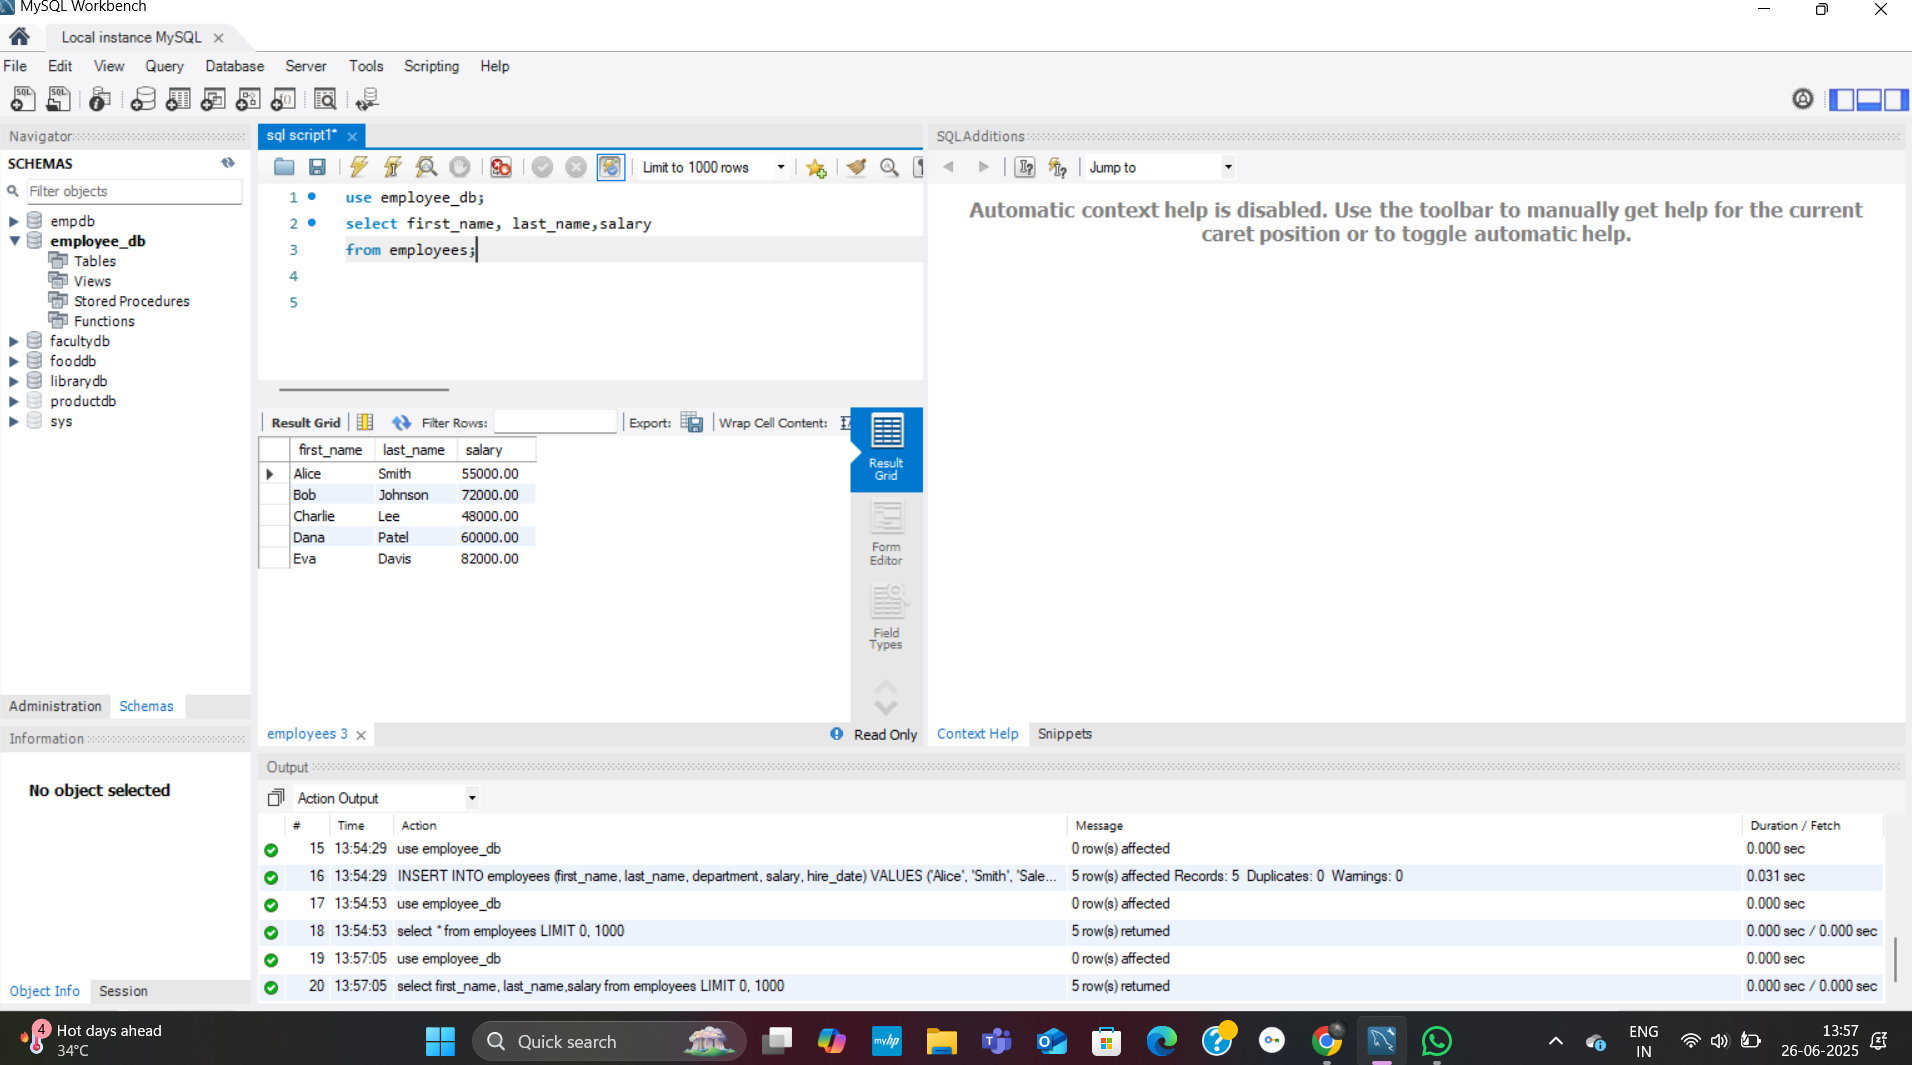 MySQL Workbench
Local instance MySQL
File Edit View Query Database Server Tools Scripting Help
Navigator
SCHEMAS
Filter objects
empdb
employee_db
Tables
Views
Stored Procedures
Functions
facultydb
fooddb
librarydb
productdb
sys
Administration Schemas
Information
No object selected
Object Info Session
sql script1*
Limit to 1000 rows
1 use employee_db;
2 select first_name, last_name,salary
3 from employees;
4
5
Result Grid Filter Rows: Export: Wrap Cell Content:
first_name last_name salary
Alice Smith 55000.00
Bob Johnson 72000.00
Charlie Lee 48000.00
Dana Patel 60000.00
Eva Davis 82000.00
Result
Grid
Form
Editor
Field
Types
employees 3
Read Only
SQLAdditions
Jump to
Automatic context help is disabled. Use the toolbar to manually get help for the current
caret position or to toggle automatic help.
Context Help Snippets
Output
Action Output
# Time Action Message Duration / Fetch
15 13:54:29 use employee_db 0 row(s) affected 0.000 sec
16 13:54:29 INSERT INTO employees (first_name, last_name, department, salary, hire_date) VALUES ('Alice', 'Smith', 'Sale... 5 row(s) affected Records: 5 Duplicates: 0 Warnings: 0 0.031 sec
17 13:54:53 use employee_db 0 row(s) affected 0.000 sec
18 13:54:53 select * from employees LIMIT 0, 1000 5 row(s) returned 0.000 sec / 0.000 sec
19 13:57:05 use employee_db 0 row(s) affected 0.000 sec
20 13:57:05 select first_name, last_name,salary from employees LIMIT 0, 1000 5 row(s) returned 0.000 sec / 0.000 sec
4
Hot days ahead
34°C
Quick search
myhp
ENG
IN
13:57
26-06-2025